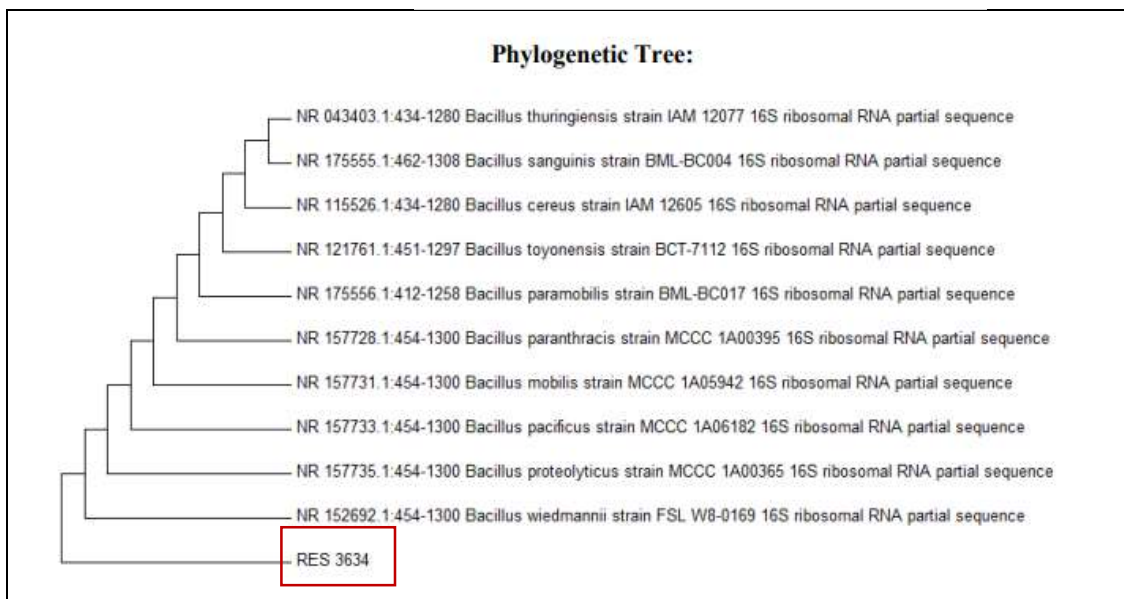 Phylogenetic Tree:
NR 043403.1:434-1280 Bacillus thuringiensis strain IAM 12077 16S ribosomal RNA partial sequence
NR 175555.1:462-1308 Bacillus sanguinis strain BML-BC004 16S ribosomal RNA partial sequence
NR 115526.1:434-1280 Bacillus cereus strain IAM 12605 16S ribosomal RNA partial sequence
NR 121761.1:451-1297 Bacillus toyonensis strain BCT-7112 16S ribosomal RNA partial sequence
NR 175556.1:412-1258 Bacillus paramobilis strain BML-BC017 16S ribosomal RNA partial sequence
NR 157728.1:454-1300 Bacillus paranthracis strain MCCC 1A00395 16S ribosomal RNA partial sequence
NR 157731.1:454-1300 Bacillus mobilis strain MCCC 1A05942 16S ribosomal RNA partial sequence
NR 157733.1:454-1300 Bacillus pacificus strain MCCC 1A06182 16S ribosomal RNA partial sequence
NR 157735.1:454-1300 Bacillus proteolyticus strain MCCC 1A00365 16S ribosomal RNA partial sequence
NR 152692.1:454-1300 Bacillus wiedmannii strain FSL W8-0169 16S ribosomal RNA partial sequence
RES 3634